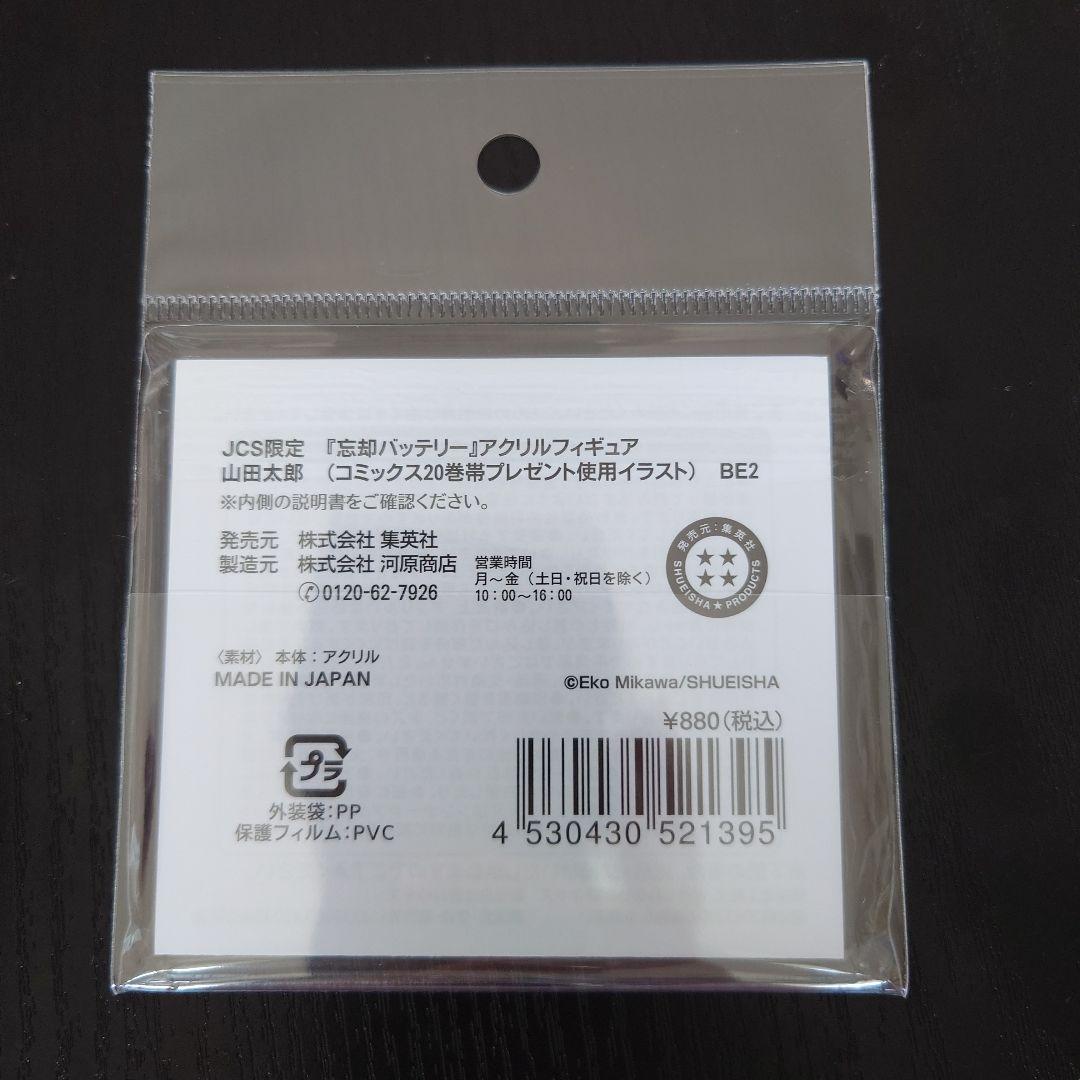 JCS限定 『忘却バッテリー』アクリルフィギュア
山田太郎 (コミックス20巻帯プレゼント使用イラスト) BE2
※内側の説明書をご確認ください。
発売元 株式会社 集英社
製造元 株式会社 河原商店
0120-62-7926
営業時間
月～金（土日・祝日を除く）
10：00～16：00
発売元：集英社
SHUEISHA★PRODUCTS
〈素材〉 本体：アクリル
MADE IN JAPAN
©Eko Mikawa/SHUEISHA
¥880(税込)
プラ
外装袋:PP
保護フィルム:PVC
4 530430 521395